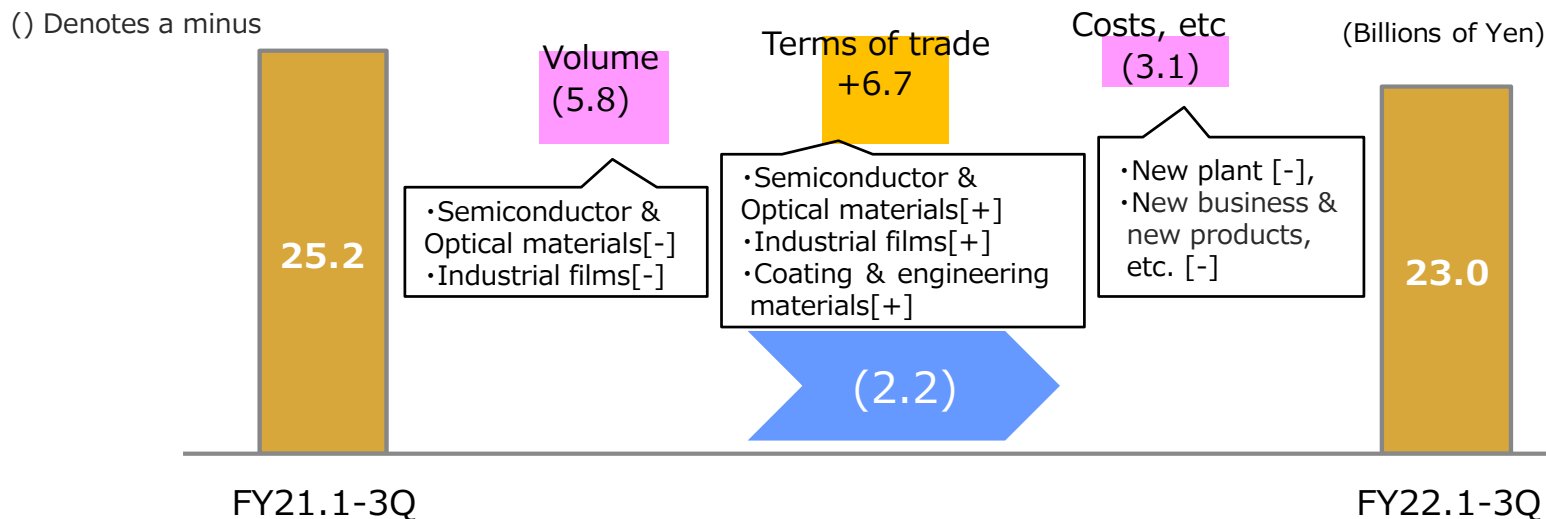 () Denotes a minus
(Billions of Yen)
Volume
(5.8)
Terms of trade
+6.7
Costs, etc
(3.1)
・Semiconductor &
Optical materials[-]
・Industrial films[-]
・Semiconductor &
Optical materials[+]
・Industrial films[+]
・Coating & engineering
materials[+]
・New plant [-],
・New business &
new products,
etc. [-]
25.2
(2.2)
23.0
FY21.1-3Q
FY22.1-3Q